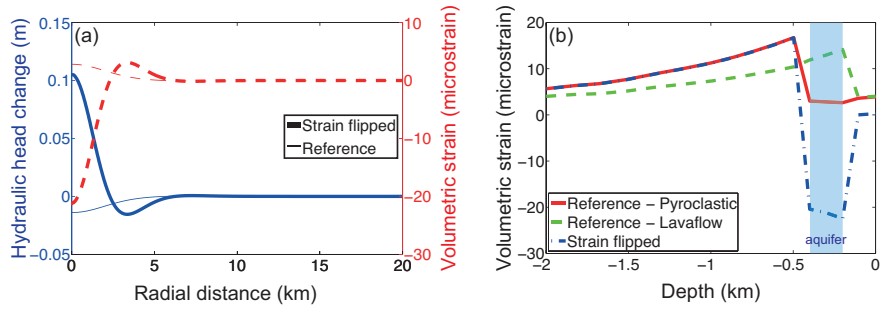 (a)
0.15
0.1
0.05
0
−0.05
Hydraulic head change (m)
10
0
−10
−20
−30
Volumetric strain (microstrain)
Strain flipped
Reference
0
5
10
15
20
Radial distance (km)
(b)
20
10
0
−10
−20
−30
Volumetric strain (microstrain)
Reference − Pyroclastic
Reference − Lavaflow
Strain flipped
aquifer
−2
−1.5
−1
−0.5
0
Depth (km)